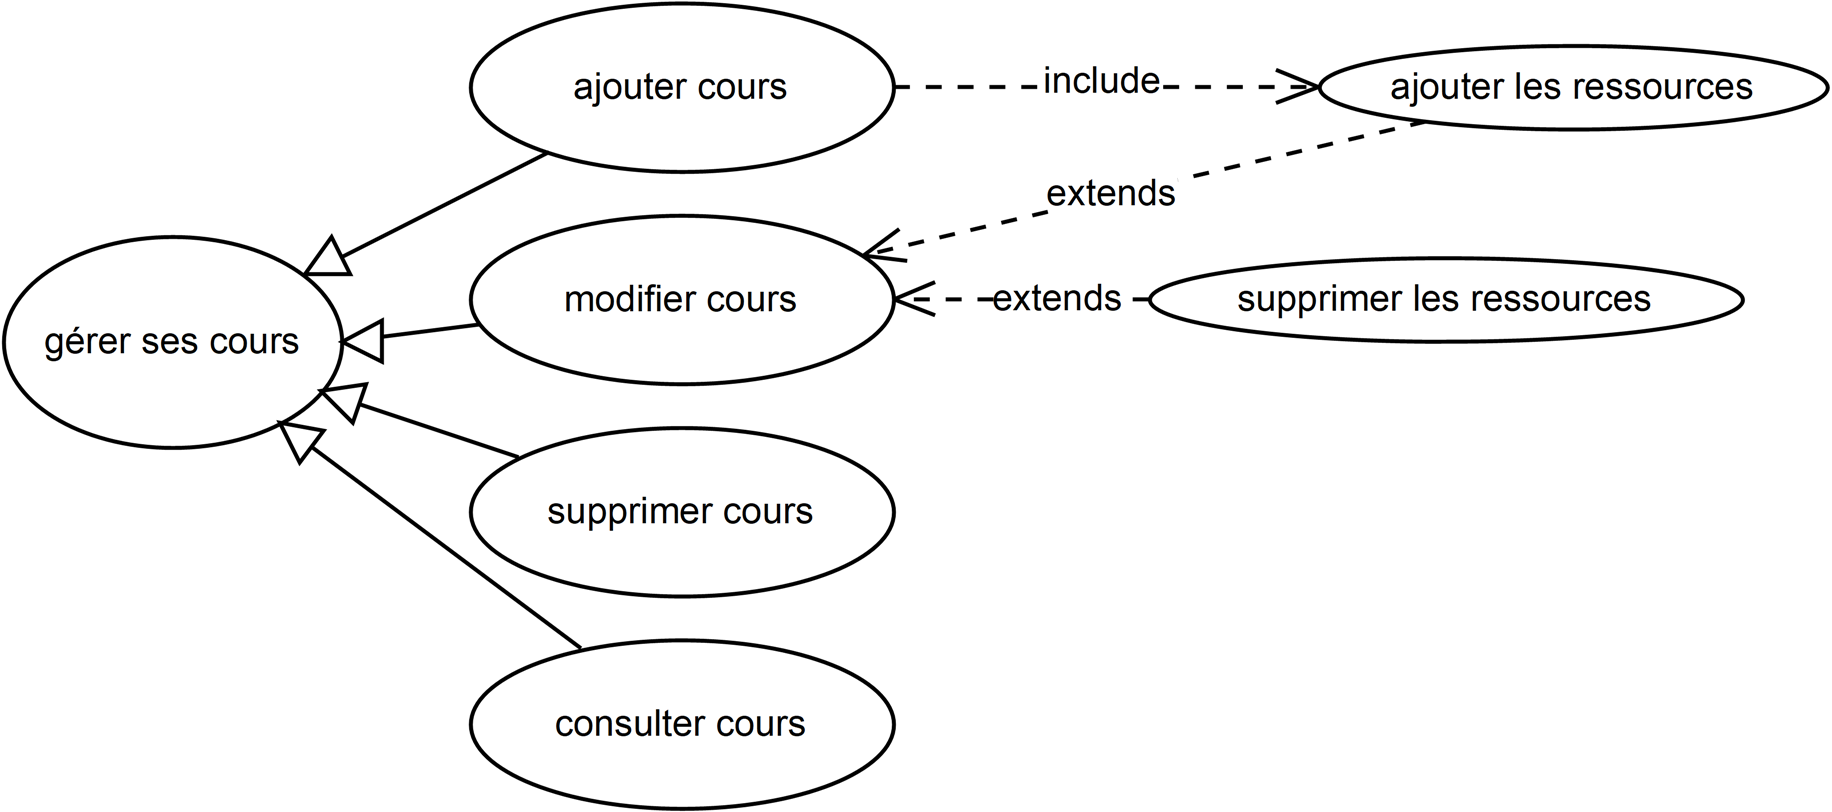 ajouter cours
include
ajouter les ressources
extends
modifier cours
extends
supprimer les ressources
gérer ses cours
supprimer cours
consulter cours